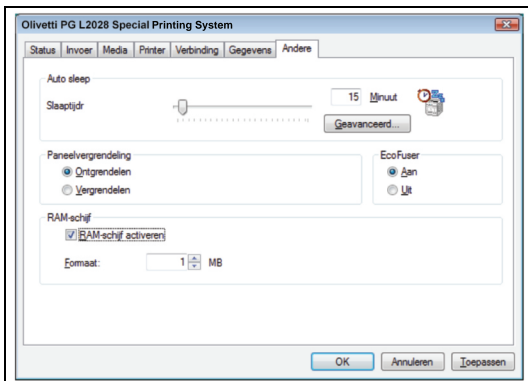 Olivetti PG L2028 Special Printing System
Status Invoer Media Printer Verbinding Gegevens Andere
Auto sleep
Slaaptijdr 15 Minuut
Geavanceerd...
Paneelvergrendeling EcoFuser
Ontgrendelen Aan
Vergrendelen Uit
RAM-schijf
RAM-schijf activeren
Formaat: 1 MB
OK Annuleren Toepassen